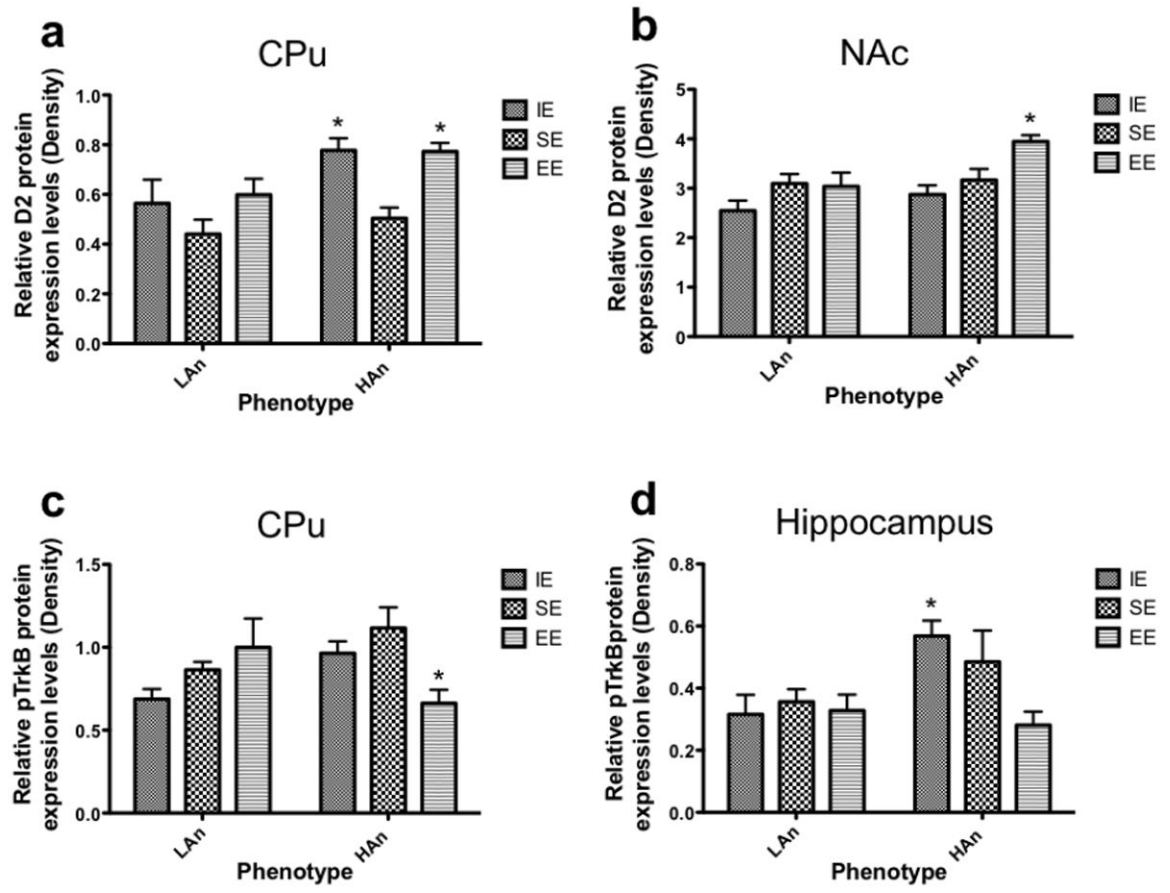 a
CPu
Relative D2 protein
expression levels (Density)
1.0
0.8
0.6
0.4
0.2
0.0
*
*
IE
SE
EE
LAn
HAn
Phenotype
b
NAc
Relative D2 protein
expression levels (Density)
5
4
3
2
1
0
*
IE
SE
EE
LAn
HAn
Phenotype
c
CPu
Relative pTrkB protein
expression levels (Density)
1.5
1.0
0.5
0.0
*
IE
SE
EE
LAn
HAn
Phenotype
d
Hippocampus
Relative pTrkBprotein
expression levels (Density)
0.8
0.6
0.4
0.2
0.0
*
IE
SE
EE
LAn
HAn
Phenotype